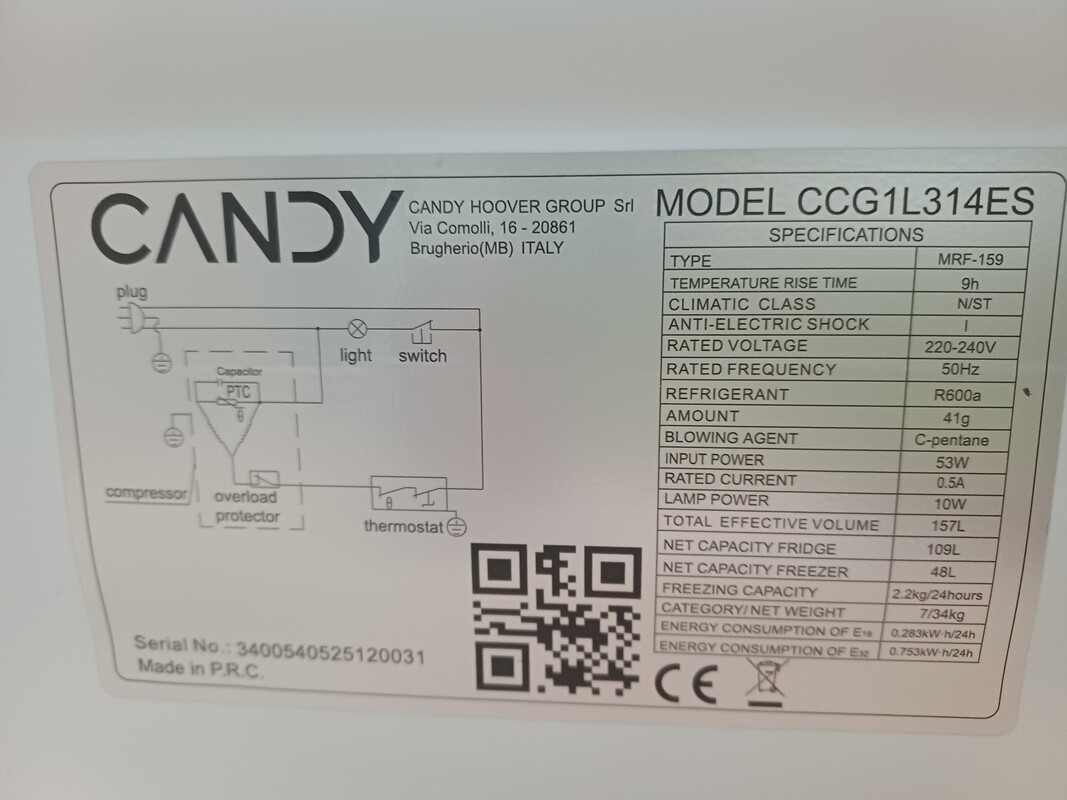 CANDY
CANDY HOOVER GROUP Srl
Via Comolli, 16 - 20861
Brugherio(MB) ITALY
plug
light
switch
Capacitor
PTC
θ
compressor
overload
protector
θ
thermostat
Serial No.: 3400540525120031
Made in P.R.C.
MODEL CCG1L314ES
SPECIFICATIONS
TYPE MRF-159
TEMPERATURE RISE TIME 9h
CLIMATIC CLASS N/ST
ANTI-ELECTRIC SHOCK I
RATED VOLTAGE 220-240V
RATED FREQUENCY 50Hz
REFRIGERANT R600a
AMOUNT 41g
BLOWING AGENT C-pentane
INPUT POWER 53W
RATED CURRENT 0.5A
LAMP POWER 10W
TOTAL EFFECTIVE VOLUME 157L
NET CAPACITY FRIDGE 109L
NET CAPACITY FREEZER 48L
FREEZING CAPACITY 2.2kg/24hours
CATEGORY/NET WEIGHT 7/34kg
ENERGY CONSUMPTION OF E16 0.283kW·h/24h
ENERGY CONSUMPTION OF E32 0.753kW·h/24h
CE